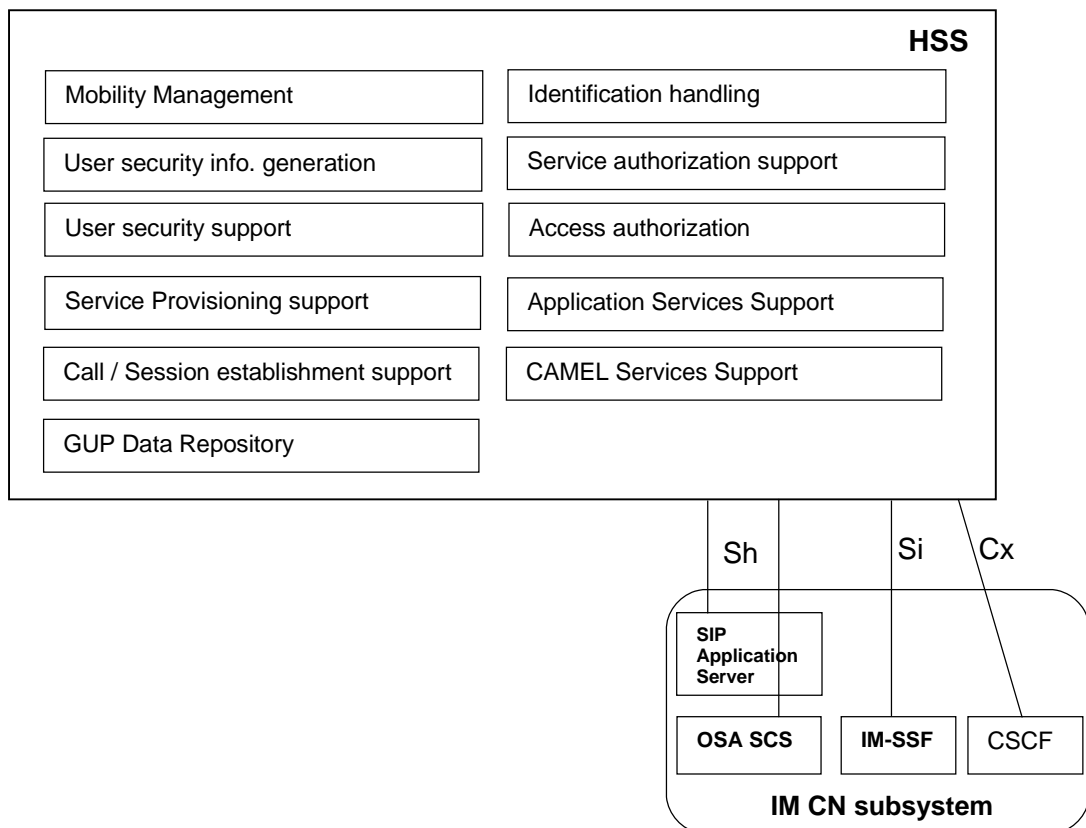 HSS
Mobility Management
Identification handling
User security info. generation
Service authorization support
User security support
Access authorization
Service Provisioning support
Application Services Support
Call / Session establishment support
CAMEL Services Support
GUP Data Repository
Sh
Si
Cx
SIP
Application
Server
OSA SCS
IM-SSF
CSCF
IM CN subsystem